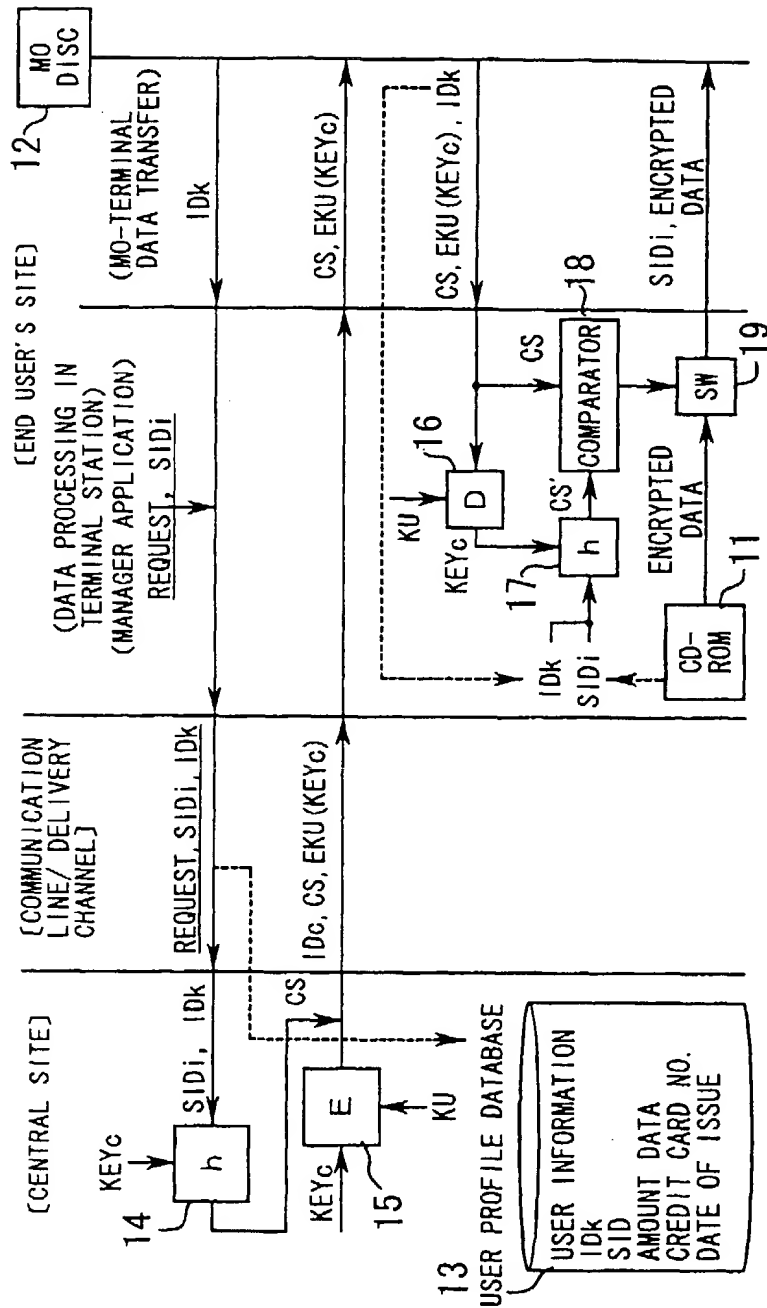 [CENTRAL SITE]
[COMMUNICATION
LINE/ DELIVERY
CHANNEL]
[END USER'S SITE]
(DATA PROCESSING IN
TERMINAL STATION)
(MANAGER APPLICATION)
(MO-TERMINAL
DATA TRANSFER)
12
MO
DISC
KEYc
14
h
SIDi, IDk
REQUEST, SIDi, IDk
REQUEST, SIDi
IDk
CS
KEYc
15
E
KU
IDc, CS, EKU(KEYc)
CS, EKU(KEYc)
CS, EKU(KEYc), IDk
KU
16
D
KEYc
17
h
IDk
SIDi
CS'
CS
18
COMPARATOR
13
USER PROFILE DATABASE
USER INFORMATION
IDk
SID
AMOUNT DATA
CREDIT CARD NO.
DATE OF ISSUE
CD-
ROM
11
ENCRYPTED
DATA
SW
19
SIDi, ENCRYPTED
DATA